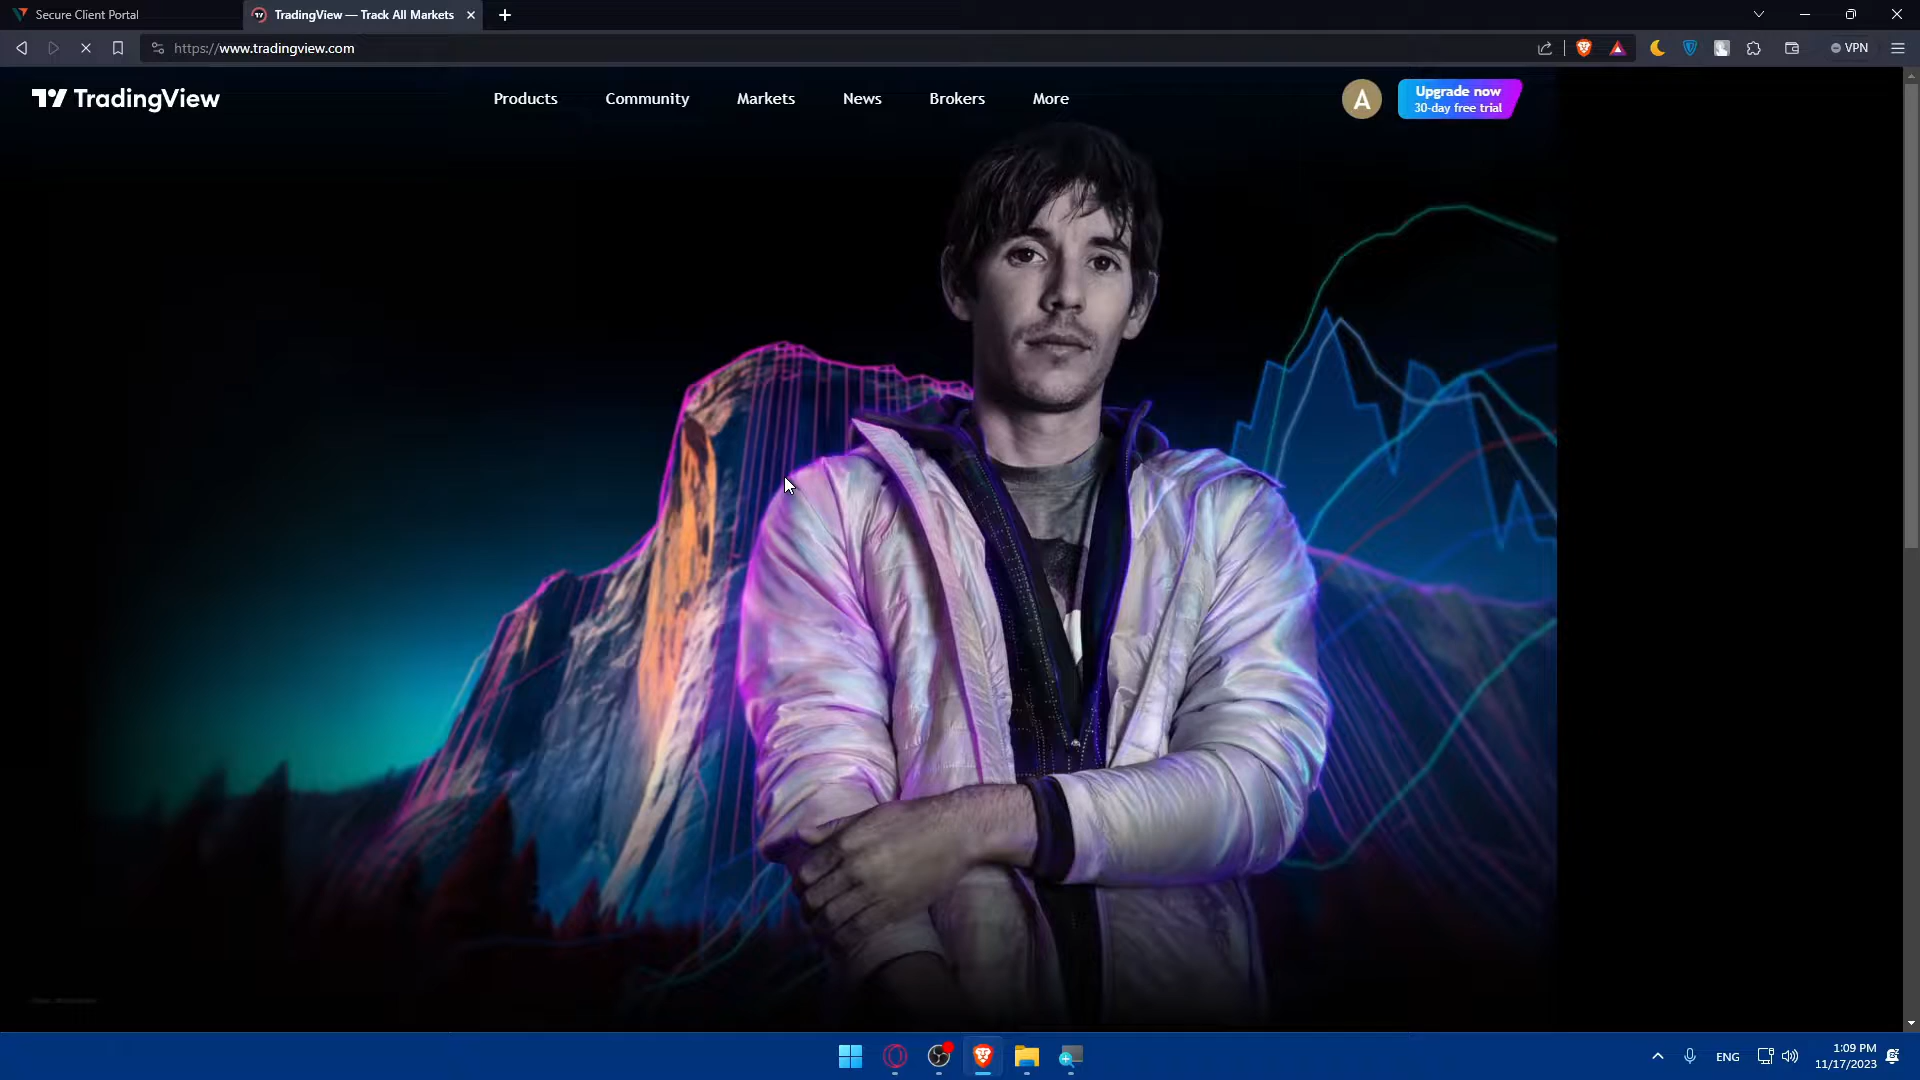 Secure Client Portal
TradingView — Track All Markets
https://www.tradingview.com
VPN
TradingView
Products
Community
Markets
News
Brokers
More
A
Upgrade now
30-day free trial
ENG
1:09 PM
11/17/2023